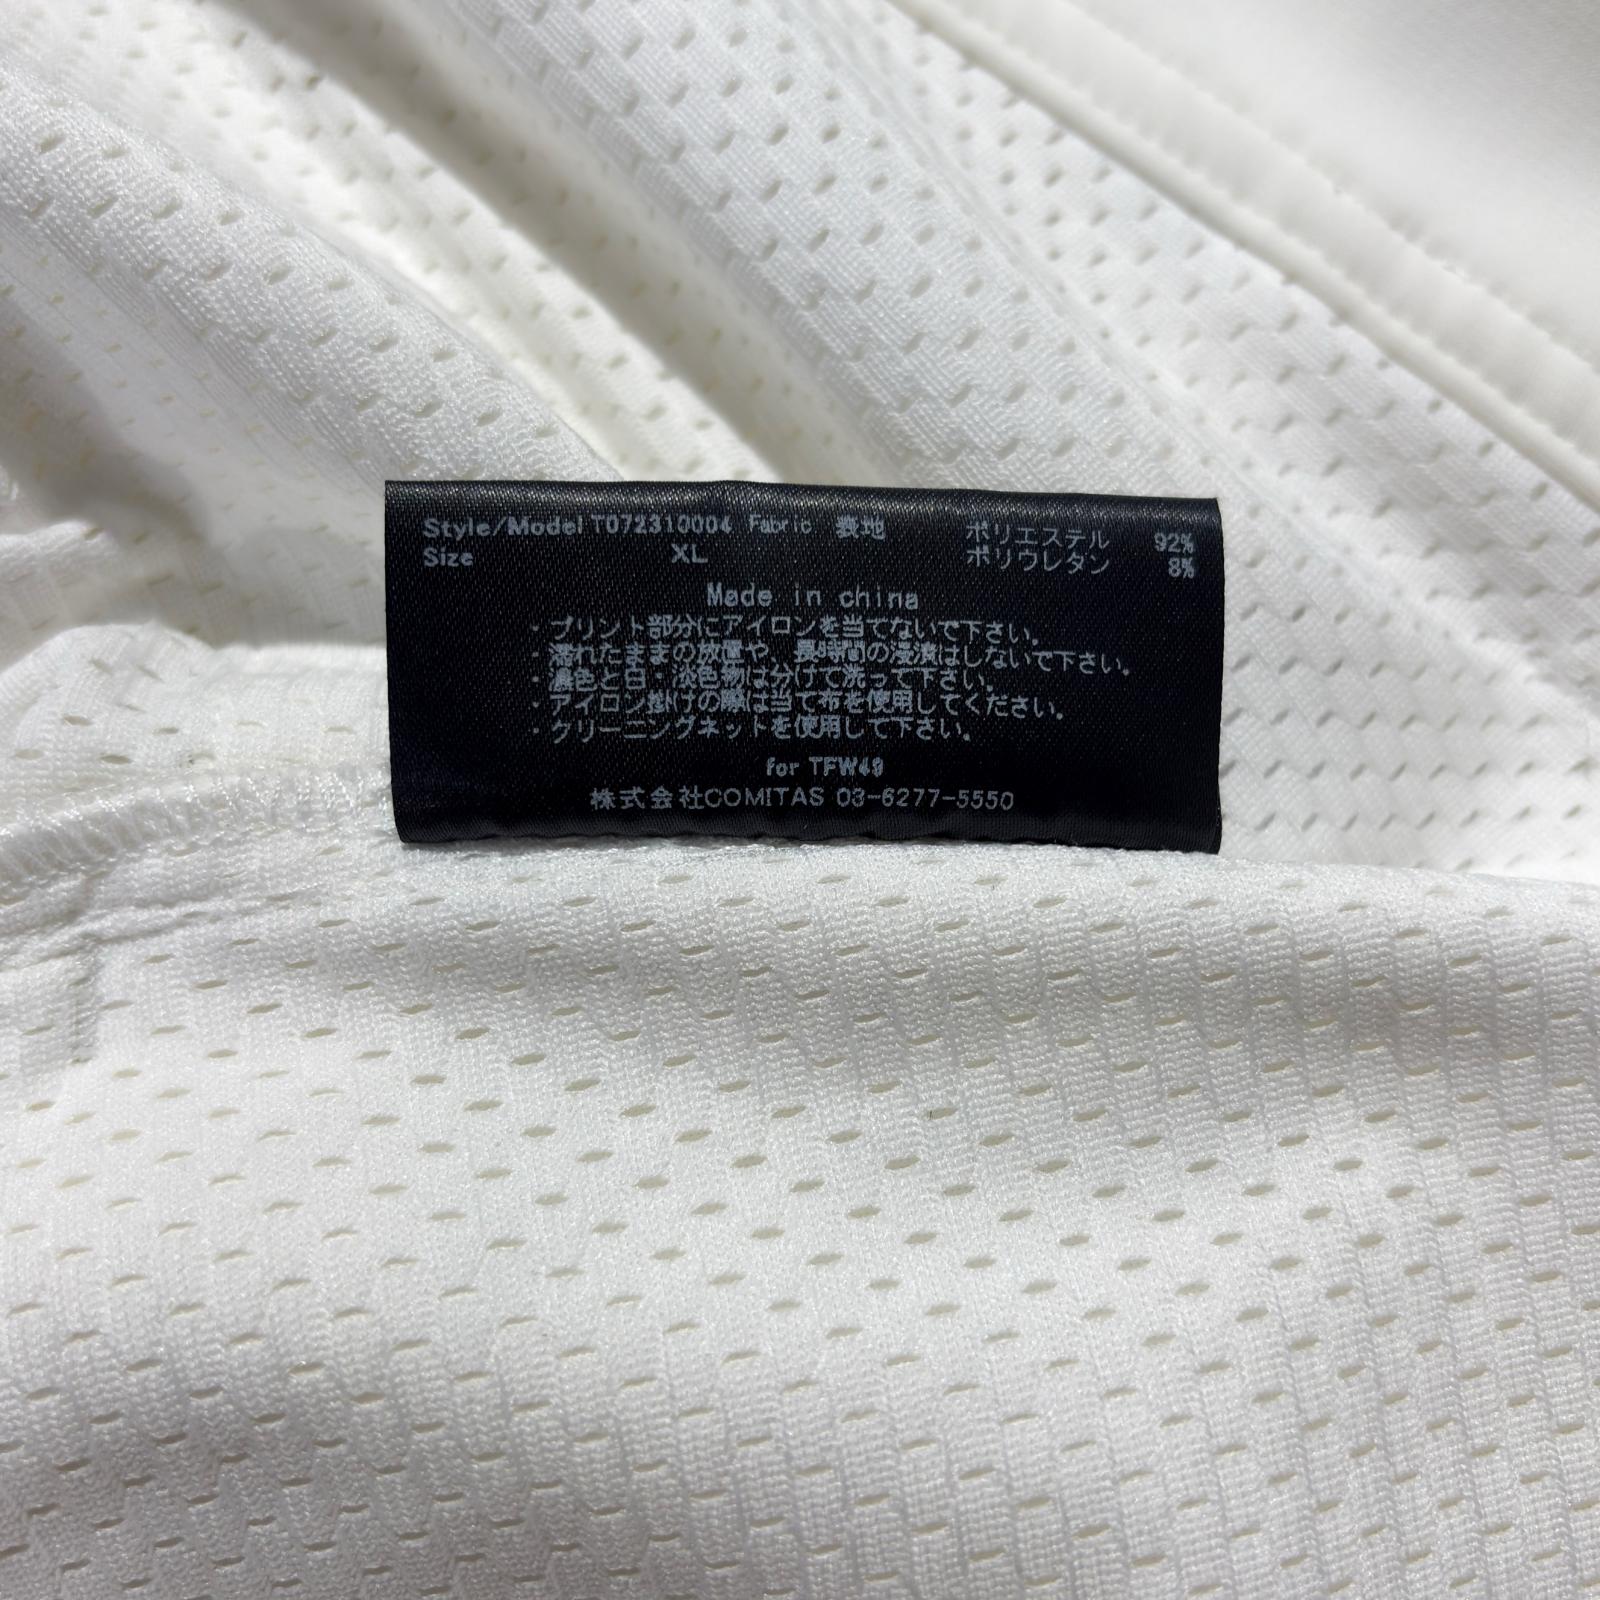 Style/Model T072310004 Fabric 表地 ポリエステル 92%
Size XL ポリウレタン 8%
Made in china
・プリント部分にアイロンを当てないで下さい。
・濡れたままの放置や、長時間の浸漬はしないで下さい。
・濃色と白・淡色物は分けて洗って下さい。
・アイロン掛けの際は当て布を使用してください。
・クリーニングネットを使用して下さい。
for TFW49
株式会社COMITAS 03-6277-5550